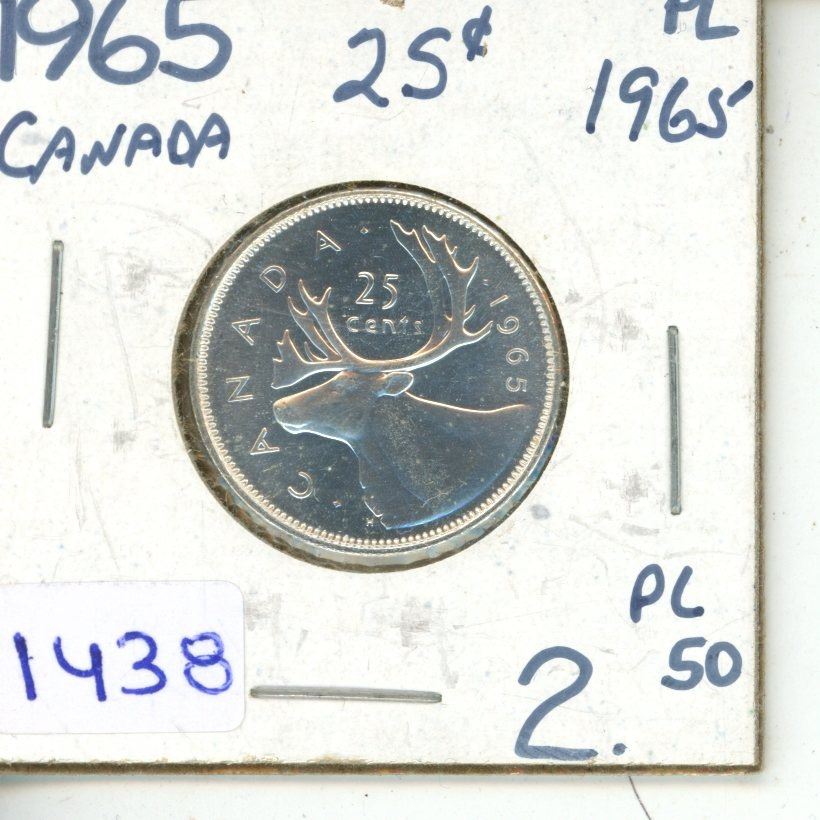 1965
25¢
PL
1965
CANADA
CANADA
25
cents
1965
H
PL
1438
2.50